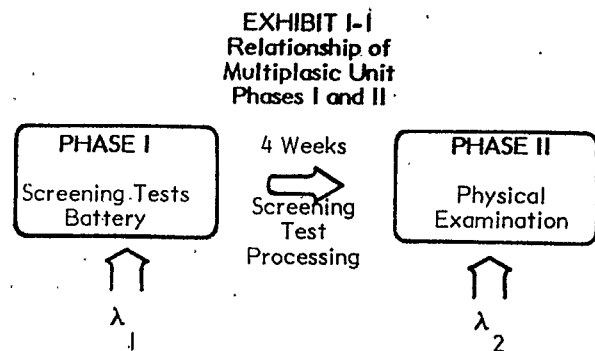 EXHIBIT I-I
Relationship of
Multiplasic Unit
Phases I and II
PHASE I
Screening Tests
Battery
4 Weeks
Screening
Test
Processing
PHASE II
Physical
Examination
λ
1
λ
2